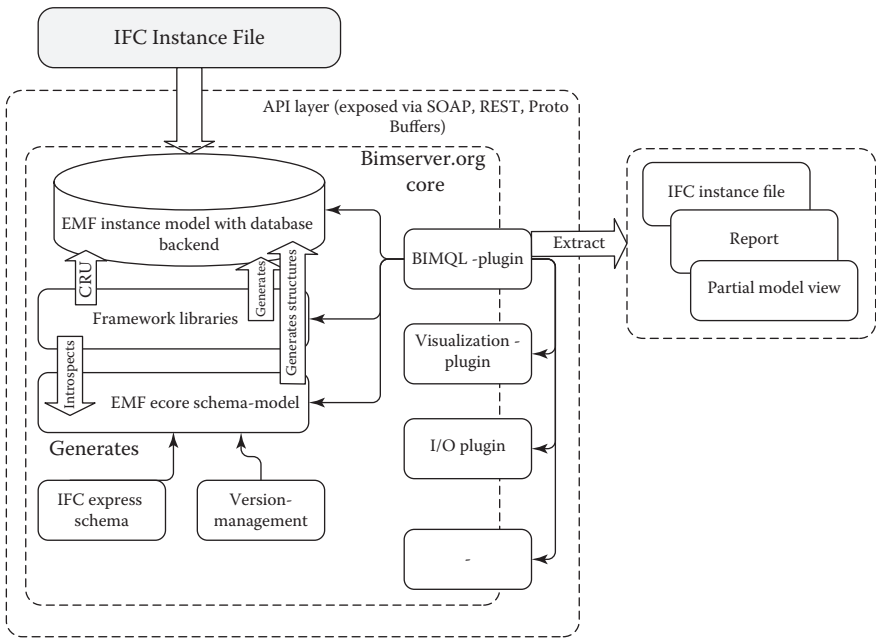 IFC Instance File
API layer (exposed via SOAP, REST, Proto
Buffers)
Bimserver.org
core
EMF instance model with database
backend
CRU
Generates
Generates structures
Framework libraries
Introspects
EMF ecore schema-model
Generates
IFC express
schema
Version-
management
BIMQL -plugin
Visualization -
plugin
I/O plugin
-
Extract
IFC instance file
Report
Partial model view